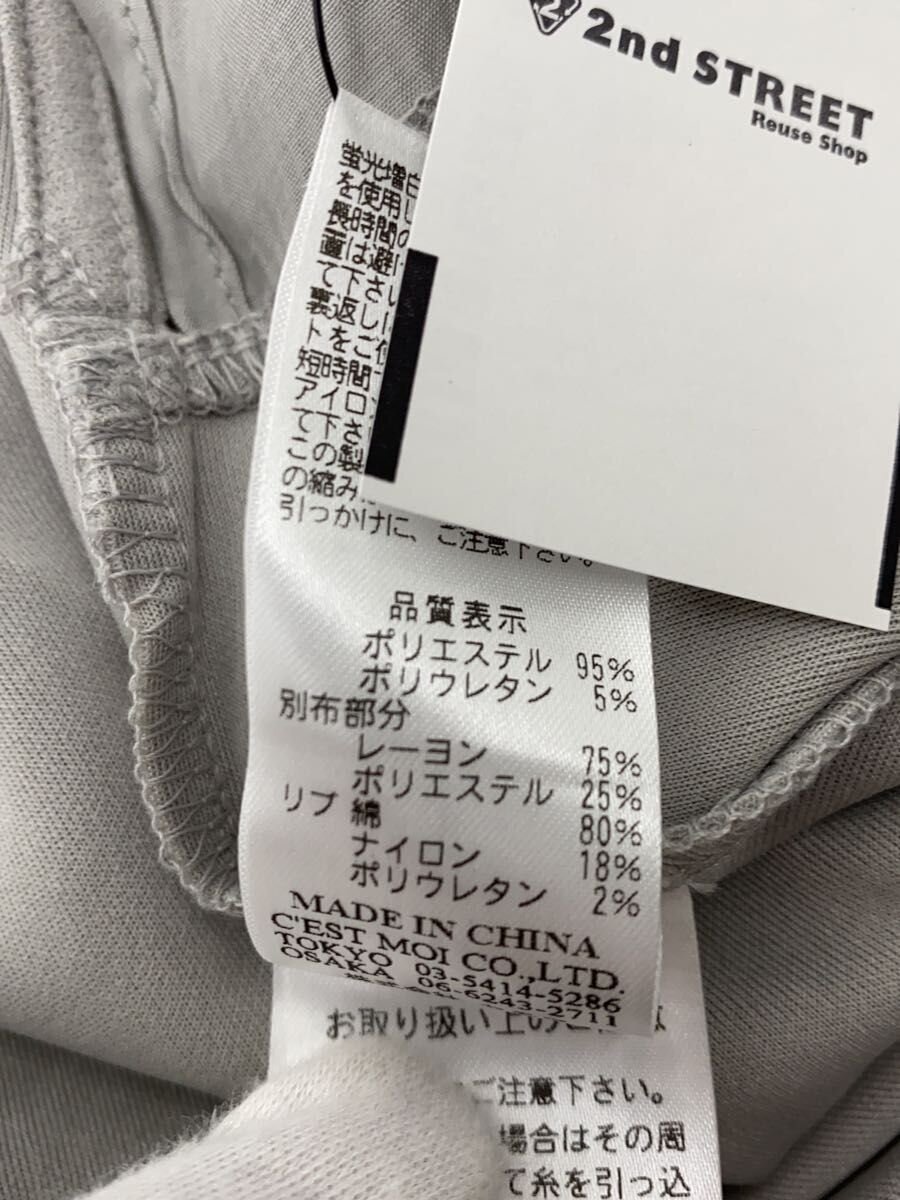 2nd STREET
Reuse Shop
蛍光増白
を使用し
長時間の
面は避け
て下さい
裏返しに
トをご使
短時間で
アイロン
て下さ
この製
の縮み
引っかけに、ご注意下さい。
品質表示
ポリエステル 95%
ポリウレタン 5%
別布部分
レーヨン 75%
ポリエステル 25%
リブ 綿 80%
ナイロン 18%
ポリウレタン 2%
MADE IN CHINA
C'EST MOI CO.,LTD.
TOKYO 03-5414-5286
OSAKA 06-6243-2711
お取り扱い上の
ご注意下さい。
場合はその周
て糸を引っ込